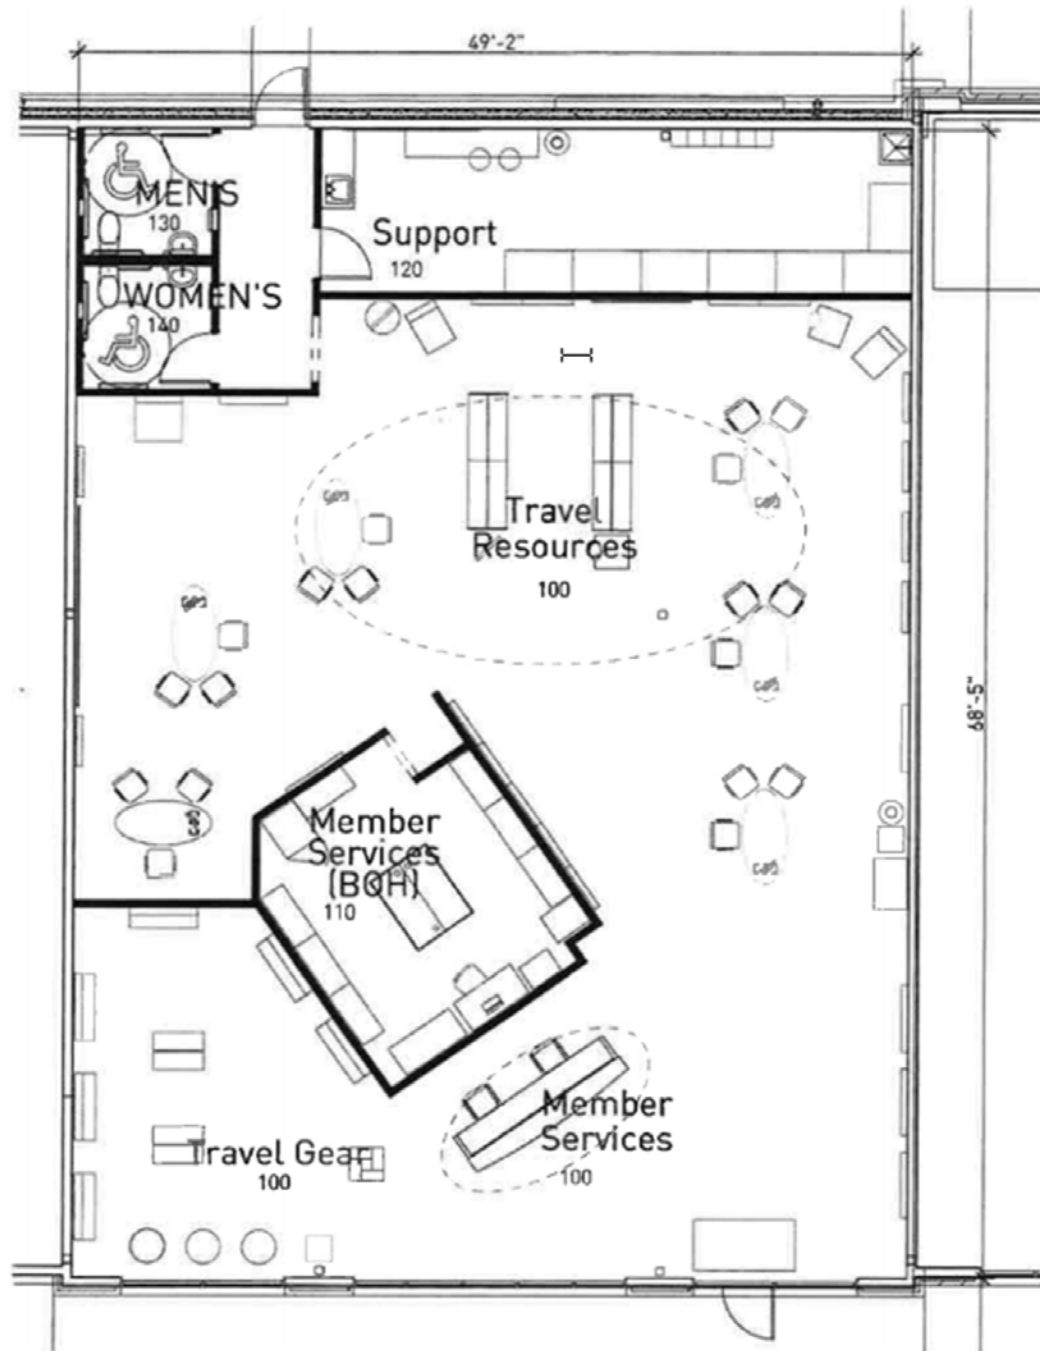 49'-2"
MEN'S
130
Support
120
WOMEN'S
140
Travel
Resources
100
68'-5"
Member
Services
(BOH)
110
Member
Services
100
Travel Gear
100